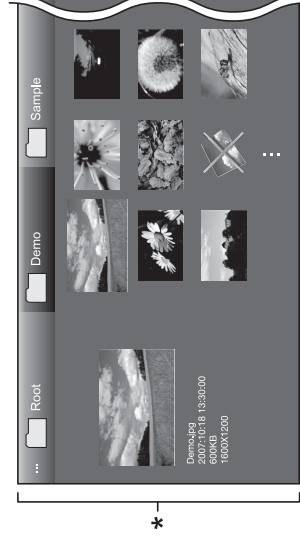 ... Root Demo Sample
Demo.jpg
2007:10:18 13:30:00
600KB
1600X1200
...
*